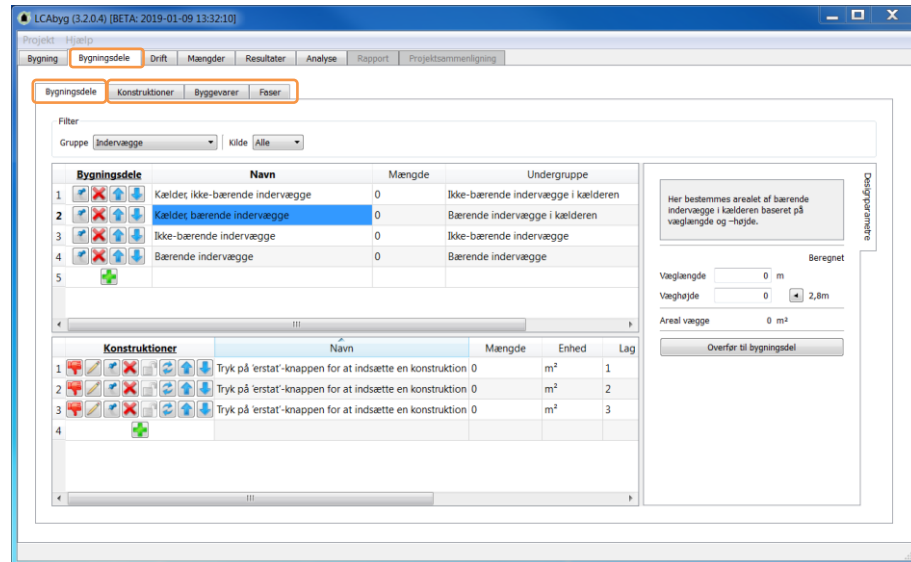 LCAbyg (3.2.0.4) [BETA: 2019-01-09 13:32:10]
Projekt Hjælp
Bygning Bygningsdele Drift Mængder Resultater Analyse Rapport Projektsammenligning
Bygningsdele Konstruktioner Byggevarer Faser
Filter
Gruppe Indervægge Kilde Alle
Bygningsdele Navn Mængde Undergruppe
1 Kælder, ikke-bærende indervægge 0 Ikke-bærende indervægge i kælderen
2 Kælder, bærende indervægge 0 Bærende indervægge i kælderen
3 Ikke-bærende indervægge 0 Ikke-bærende indervægge
4 Bærende indervægge 0 Bærende indervægge
5
Konstruktioner Navn Mængde Enhed Lag
1 Tryk på 'erstat'-knappen for at indsætte en konstruktion 0 m² 1
2 Tryk på 'erstat'-knappen for at indsætte en konstruktion 0 m² 2
3 Tryk på 'erstat'-knappen for at indsætte en konstruktion 0 m² 3
4
Her bestemmes arealet af bærende
indervægge i kælderen baseret på
væglængde og –højde.
Beregnet
Væglængde 0 m
Væghøjde 0 2,8m
Areal vægge 0 m²
Overfør til bygningsdel
Designparametre